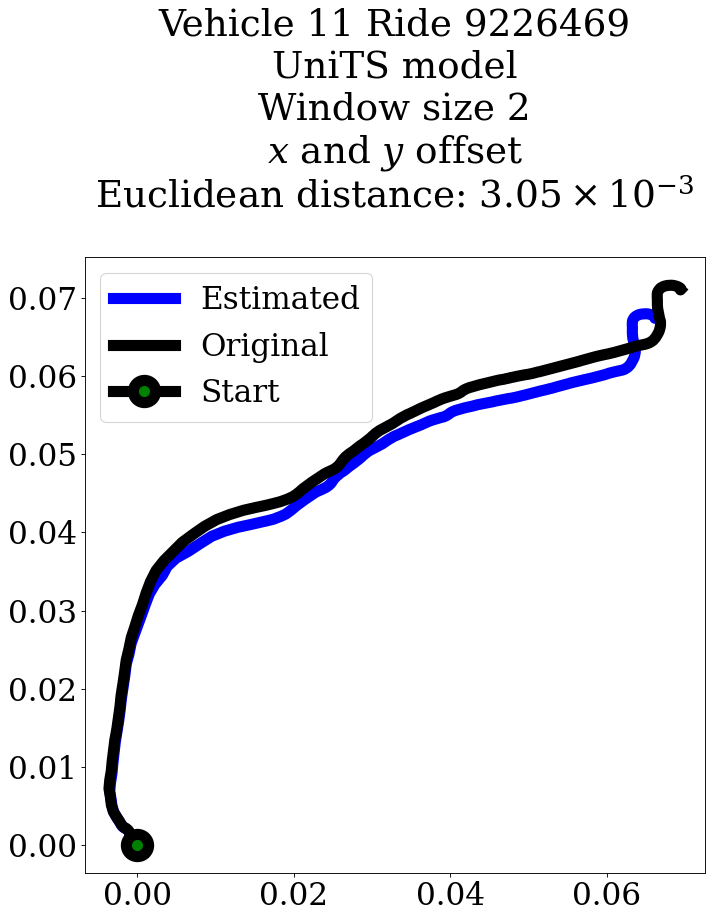 Vehicle 11 Ride 9226469
UniTS model
Window size 2
x and y offset
Euclidean distance: 3.05 × 10⁻³
Estimated
Original
Start
0.07
0.06
0.05
0.04
0.03
0.02
0.01
0.00
0.00 0.02 0.04 0.06